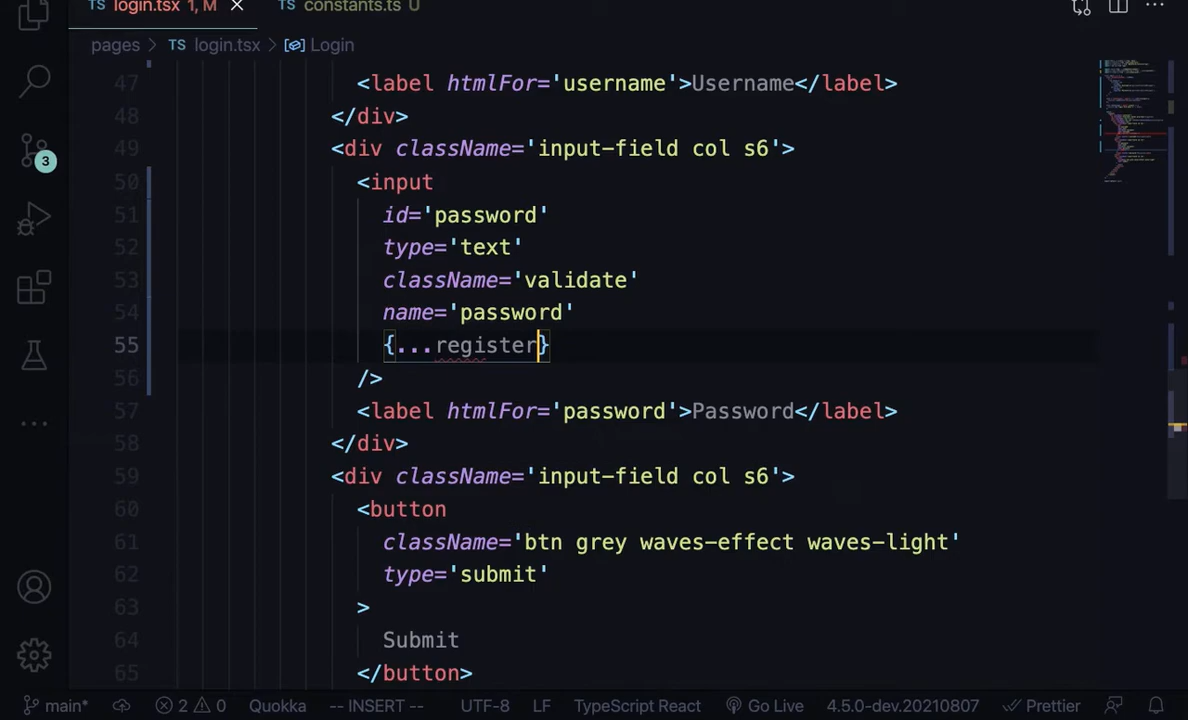 TS login.tsx 1, M × TS constants.ts U
pages > TS login.tsx > Login
47 <label htmlFor='username'>Username</label>
48 </div>
49 <div className='input-field col s6'>
50 <input
51 id='password'
52 type='text'
53 className='validate'
54 name='password'
55 {...register}
56 />
57 <label htmlFor='password'>Password</label>
58 </div>
59 <div className='input-field col s6'>
60 <button
61 className='btn grey waves-effect waves-light'
62 type='submit'
63 >
64 Submit
65 </button>
3
main* 2 0 Quokka -- INSERT -- UTF-8 LF TypeScript React Go Live 4.5.0-dev.20210807 Prettier